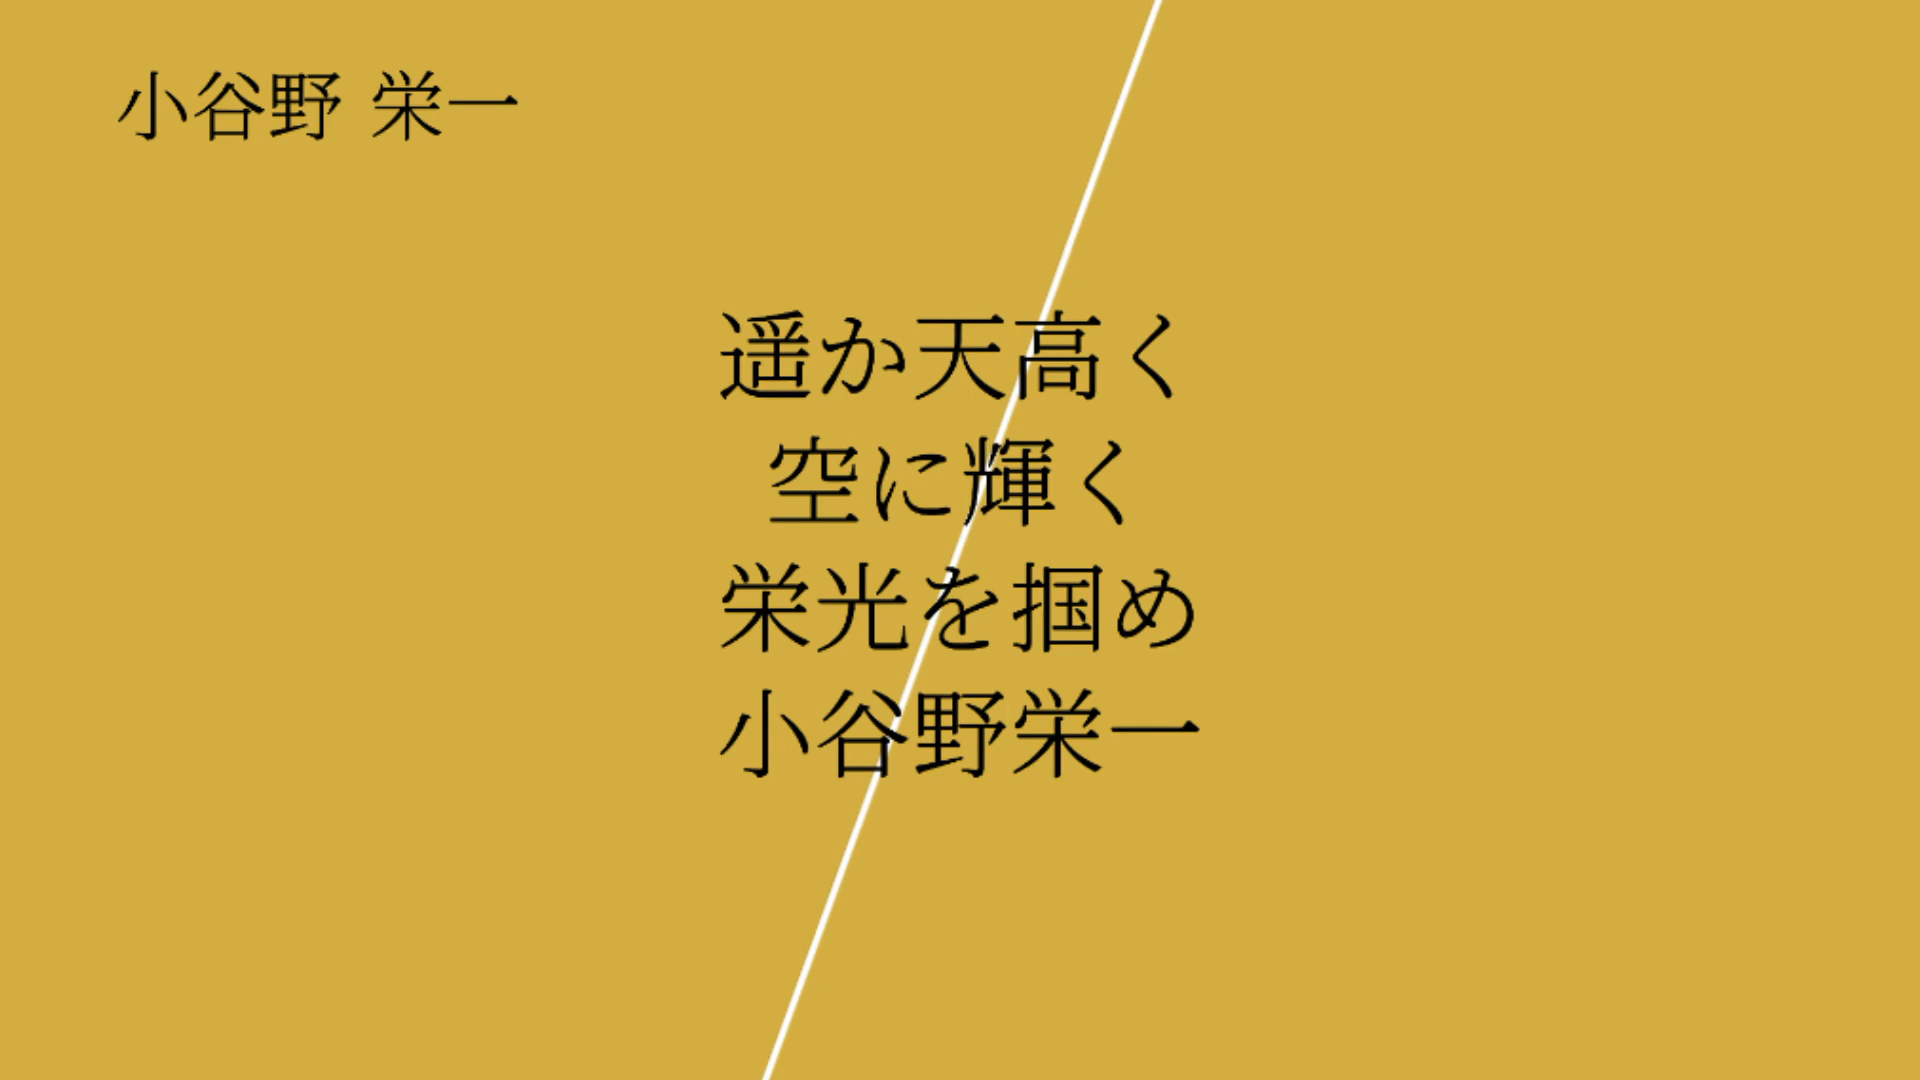 小谷野 栄一
遥か天高く
空に輝く
栄光を掴め
小谷野栄一